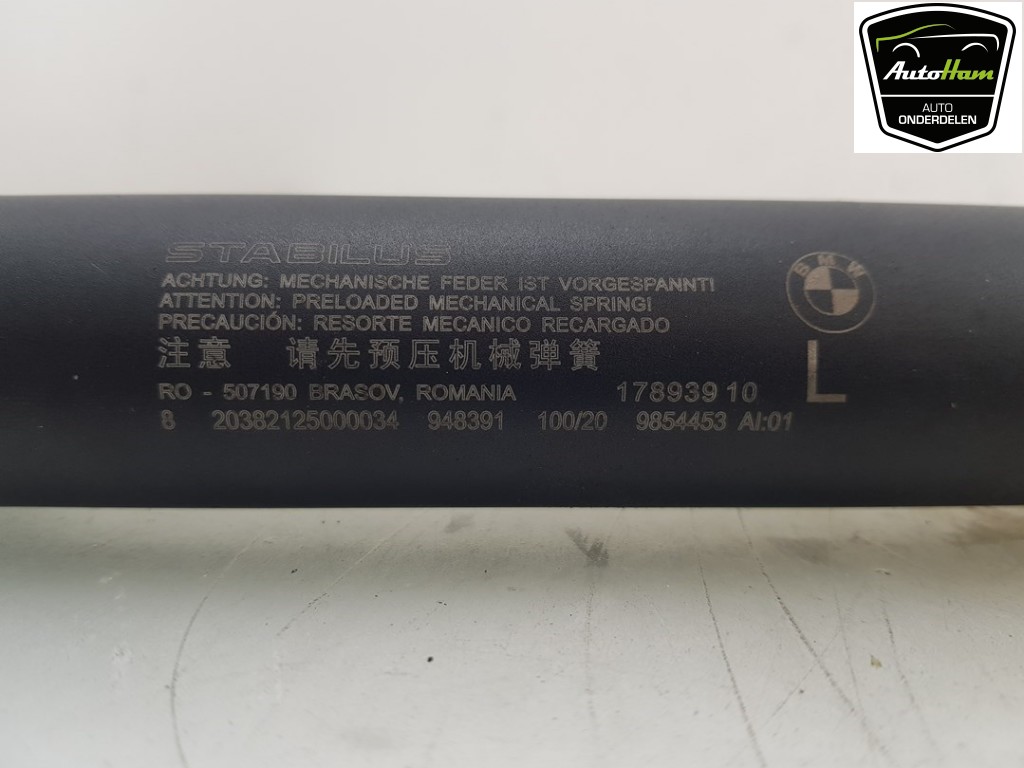 AutoHam
AUTO
ONDERDELEN
STABILUS
ACHTUNG: MECHANISCHE FEDER IST VORGESPANNT!
ATTENTION: PRELOADED MECHANICAL SPRING!
PRECAUCIÓN: RESORTE MECANICO RECARGADO
注意 请先预压机械弹簧
RO - 507190 BRASOV, ROMANIA 178939 10
8 20382125000034 948391 100/20 9854453 AI:01
BMW
L